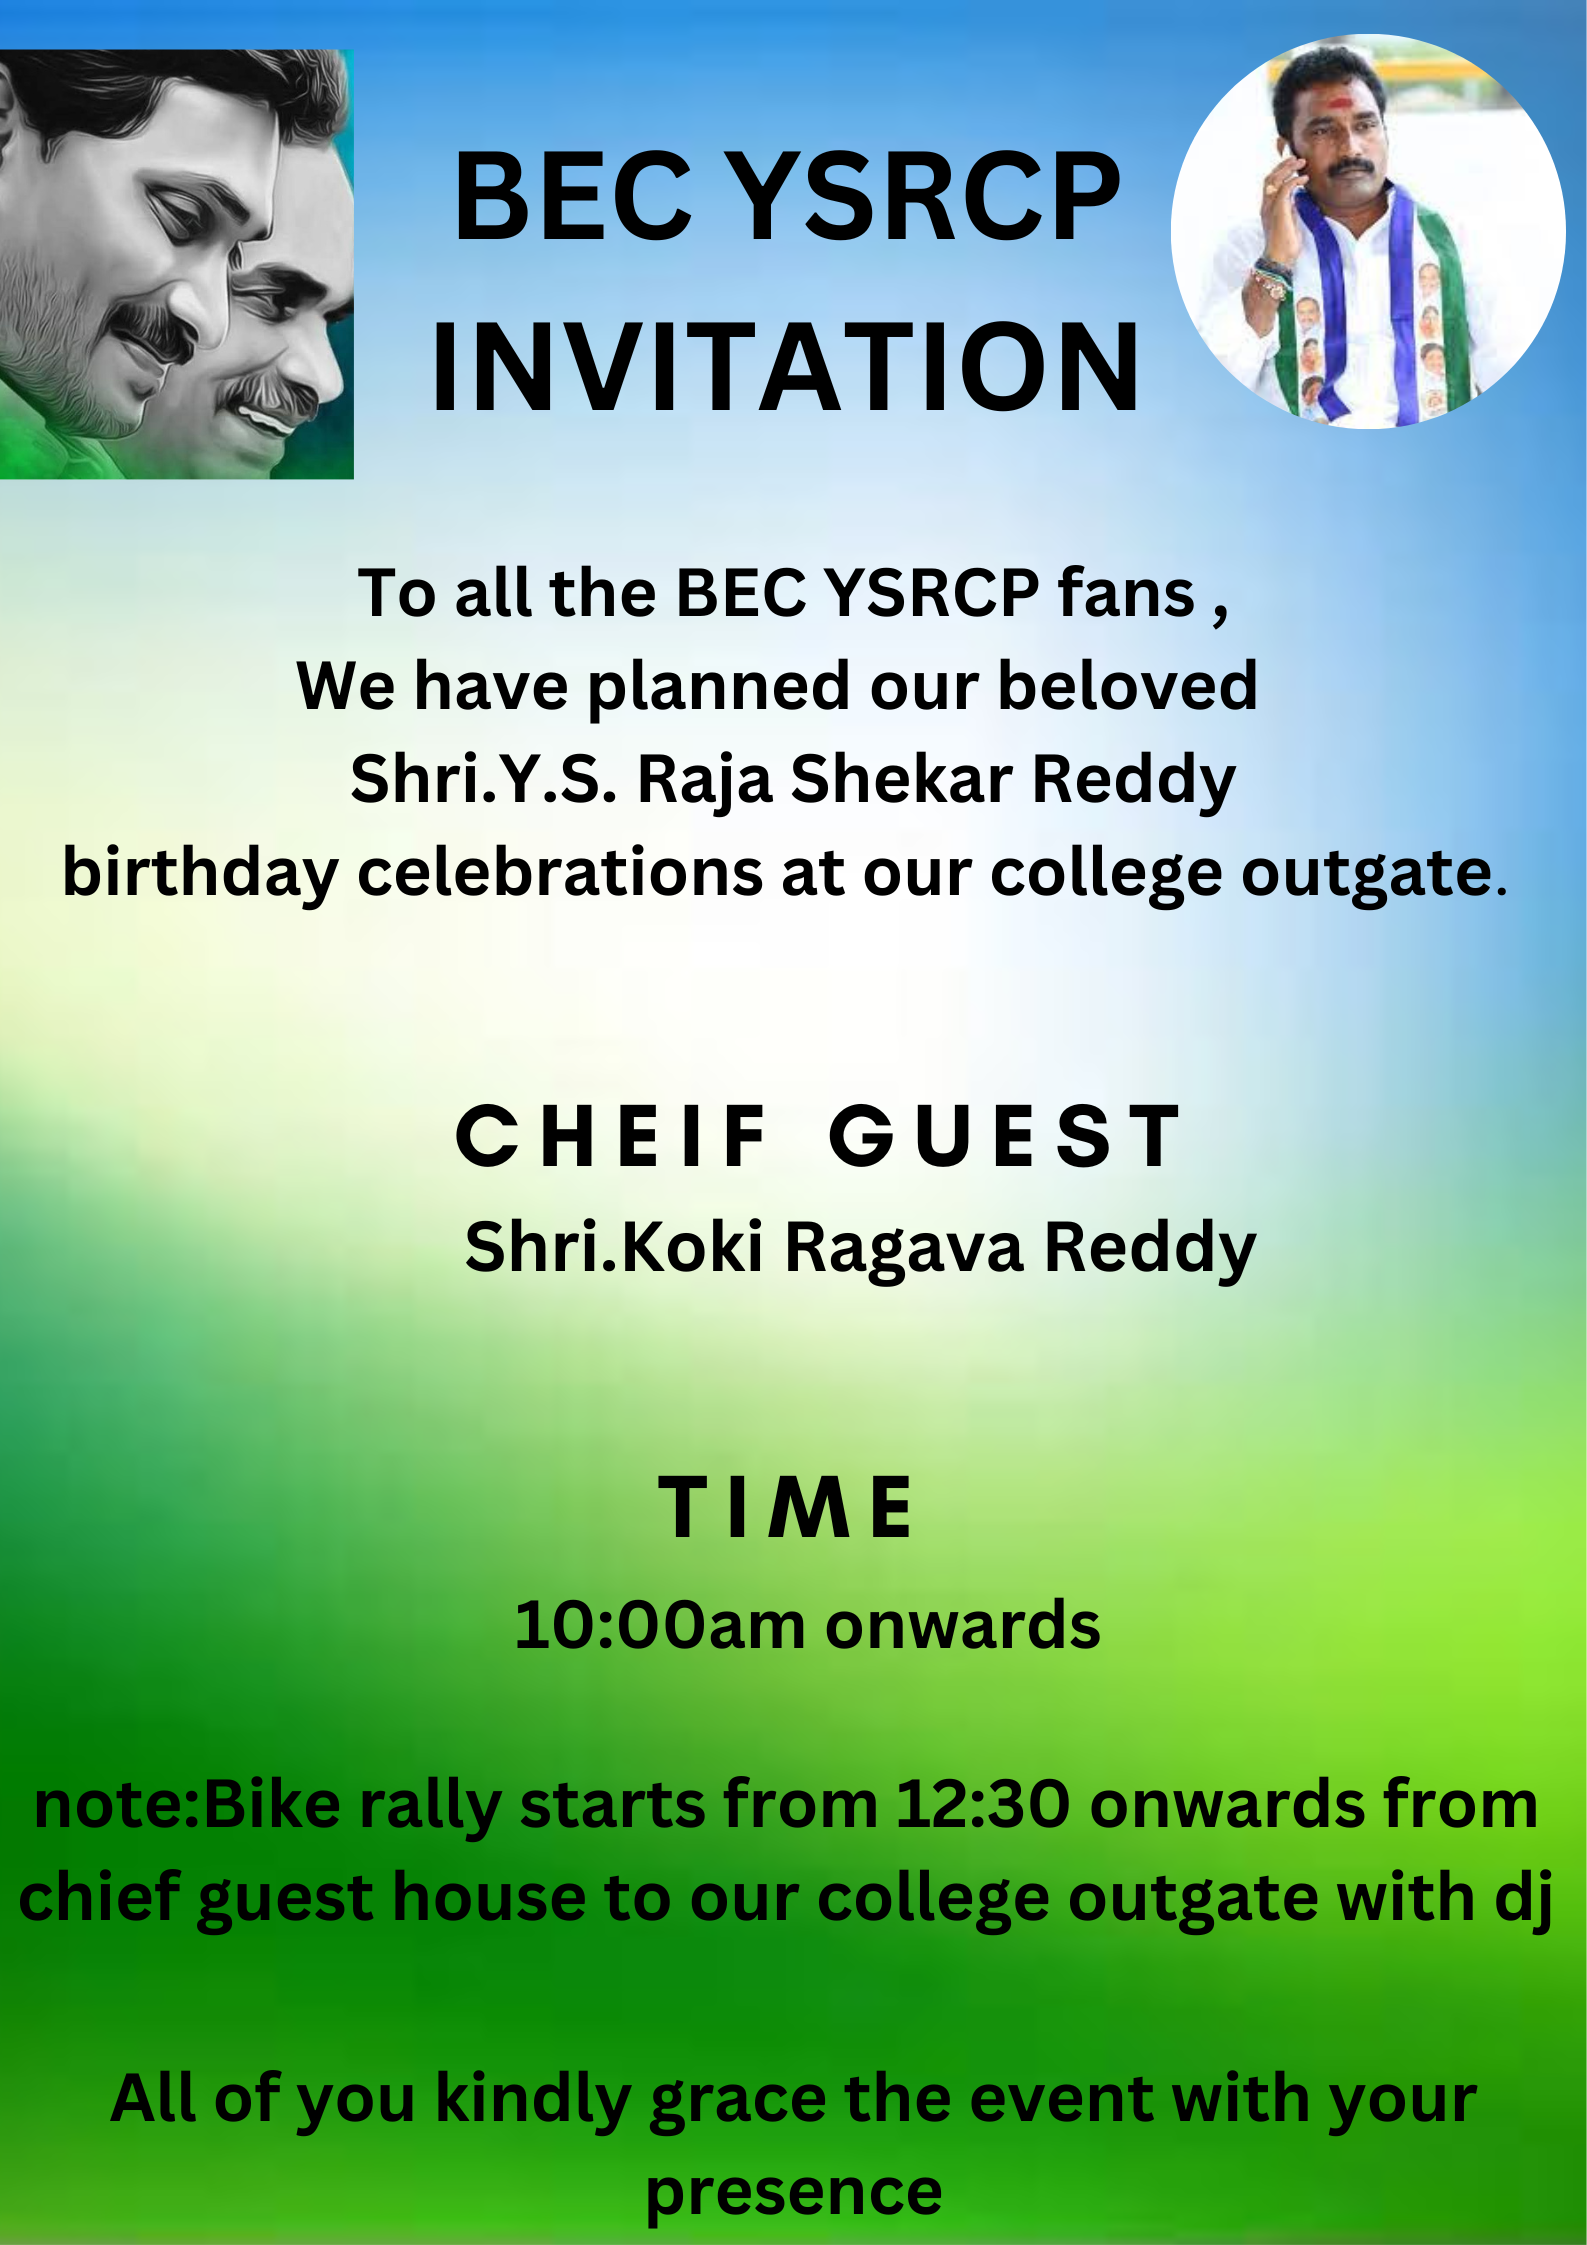 BEC YSRCP
INVITATION
To all the BEC YSRCP fans ,
We have planned our beloved
Shri.Y.S. Raja Shekar Reddy
birthday celebrations at our college outgate.
CHEIF GUEST
Shri.Koki Ragava Reddy
TIME
10:00am onwards
note:Bike rally starts from 12:30 onwards from
chief guest house to our college outgate with dj
All of you kindly grace the event with your
presence